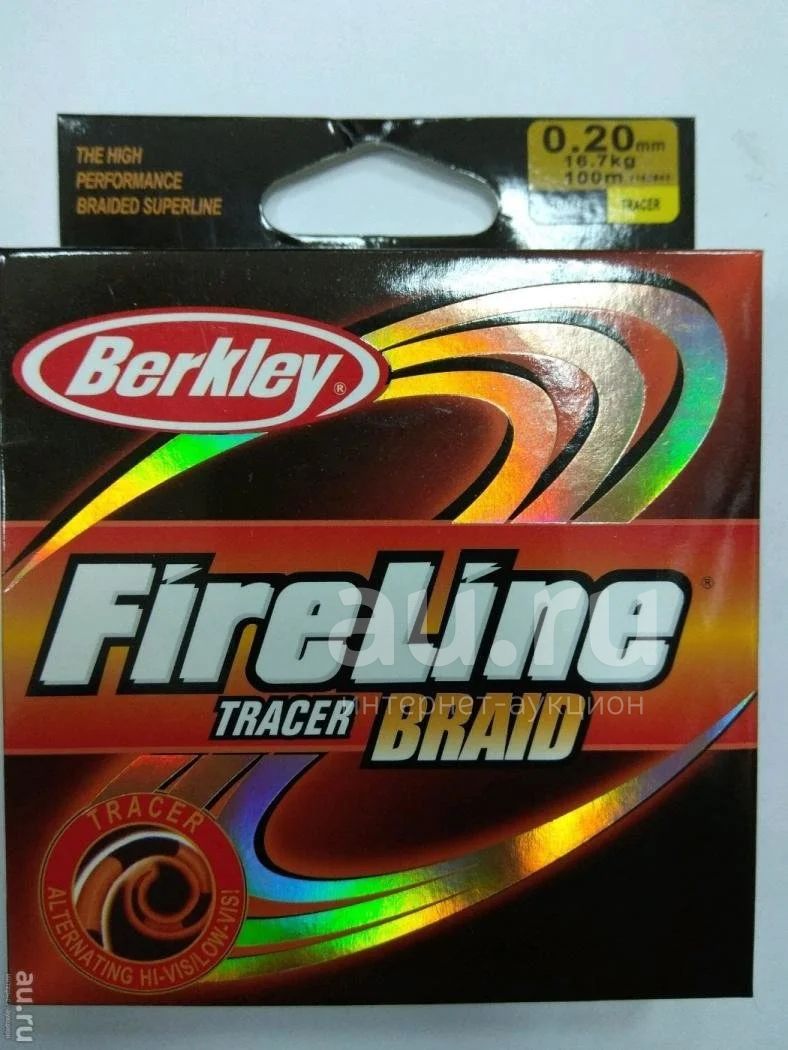 THE HIGH
PERFORMANCE
BRAIDED SUPERLINE
0.20mm
16.7kg
100m
TRACER
Berkley®
FireLine®
TRACER BRAID
au.ru
интернет-аукцион
TRACER
ALTERNATING HI-VIS/LOW-VIS!
au.ru